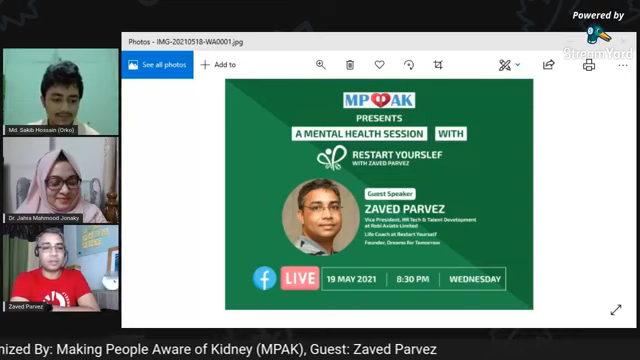 Powered by
StreamYard
Photos - IMG-20210518-WA0001.jpg
See all photos
Add to
MPAK
PRESENTS
A MENTAL HEALTH SESSION WITH
RESTART YOURSLEF
WITH ZAVED PARVEZ
Guest Speaker
ZAVED PARVEZ
Vice President, HR Tech & Talent Development
at Robi Axiata Limited
Life Coach at Restart Yourself
Founder, Dreams for Tomorrow
LIVE
19 MAY 2021 8:30 PM WEDNESDAY
Md. Sakib Hossain (Orko)
Dr. Jahra Mahmood Jonaky
Zaved Parvez
nized By: Making People Aware of Kidney (MPAK), Guest: Zaved Parvez